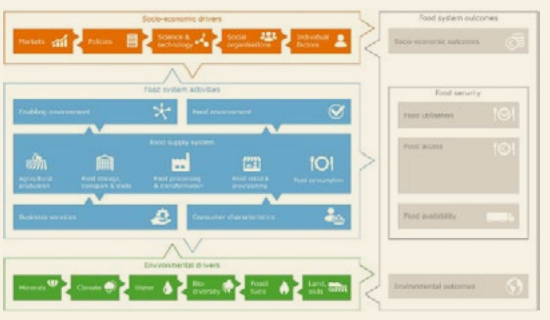 Socio-economic drivers
Markets
Policies
Science &
technology
Social
organisations
Individual
factors
Food system activities
Enabling environment
Food environment
Food supply system
Agricultural
production
Food storage,
transport & trade
Food processing
& transformation
Food retail &
provisioning
Food consumption
Business services
Consumer characteristics
Environmental drivers
Minerals
Climate
Water
Bio-
diversity
Fossil
fuels
Land,
soils
Food system outcomes
Socio-economic outcomes
Food security
Food utilisation
Food access
Food availability
Environmental outcomes